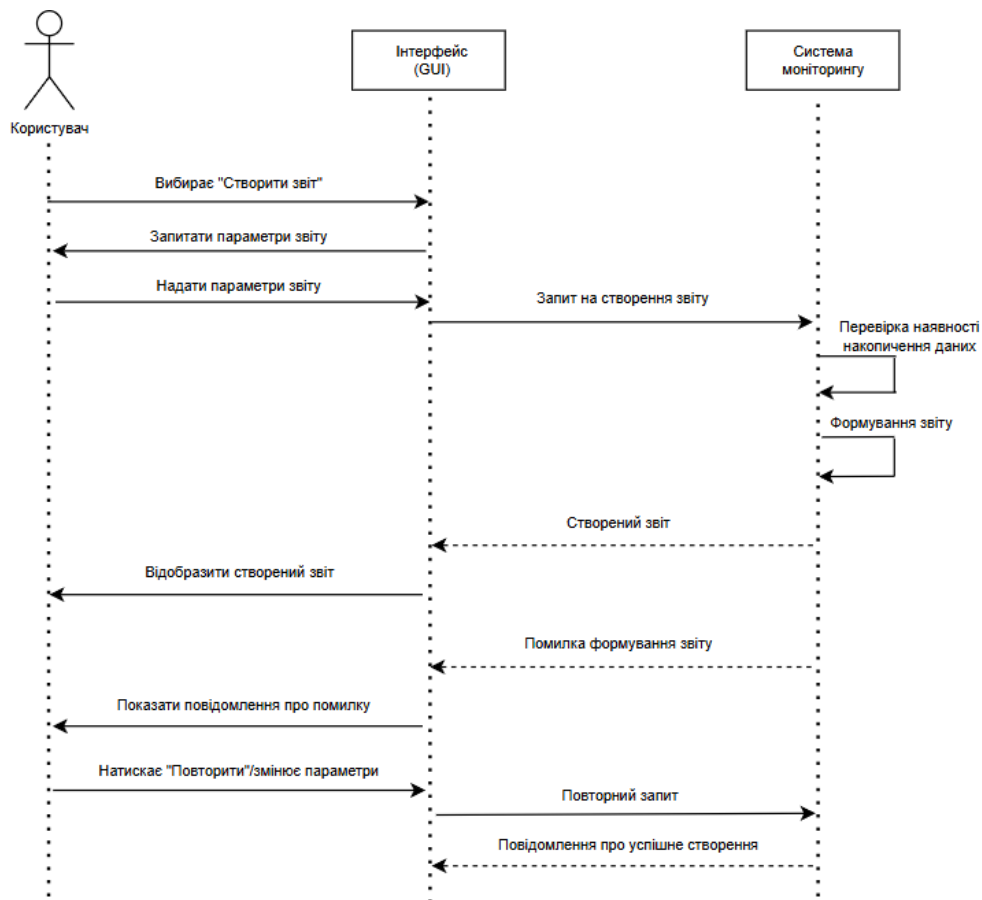 Користувач
Інтерфейс
(GUI)
Система
моніторингу
Вибирає "Створити звіт"
Запитати параметри звіту
Надати параметри звіту
Запит на створення звіту
Перевірка наявності
накопичення даних
Формування звіту
Створений звіт
Відобразити створений звіт
Помилка формування звіту
Показати повідомлення про помилку
Натискає "Повторити"/змінює параметри
Повторний запит
Повідомлення про успішне створення